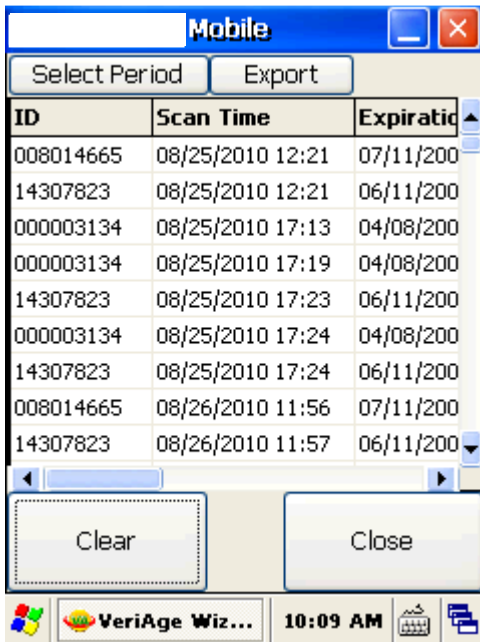 Mobile
Select Period Export
ID Scan Time Expiratic
008014665 08/25/2010 12:21 07/11/200
14307823 08/25/2010 12:21 06/11/200
000003134 08/25/2010 17:13 04/08/200
000003134 08/25/2010 17:19 04/08/200
14307823 08/25/2010 17:23 06/11/200
000003134 08/25/2010 17:24 04/08/200
14307823 08/25/2010 17:24 06/11/200
008014665 08/26/2010 11:56 07/11/200
14307823 08/26/2010 11:57 06/11/200
Clear Close
VeriAge Wiz... 10:09 AM